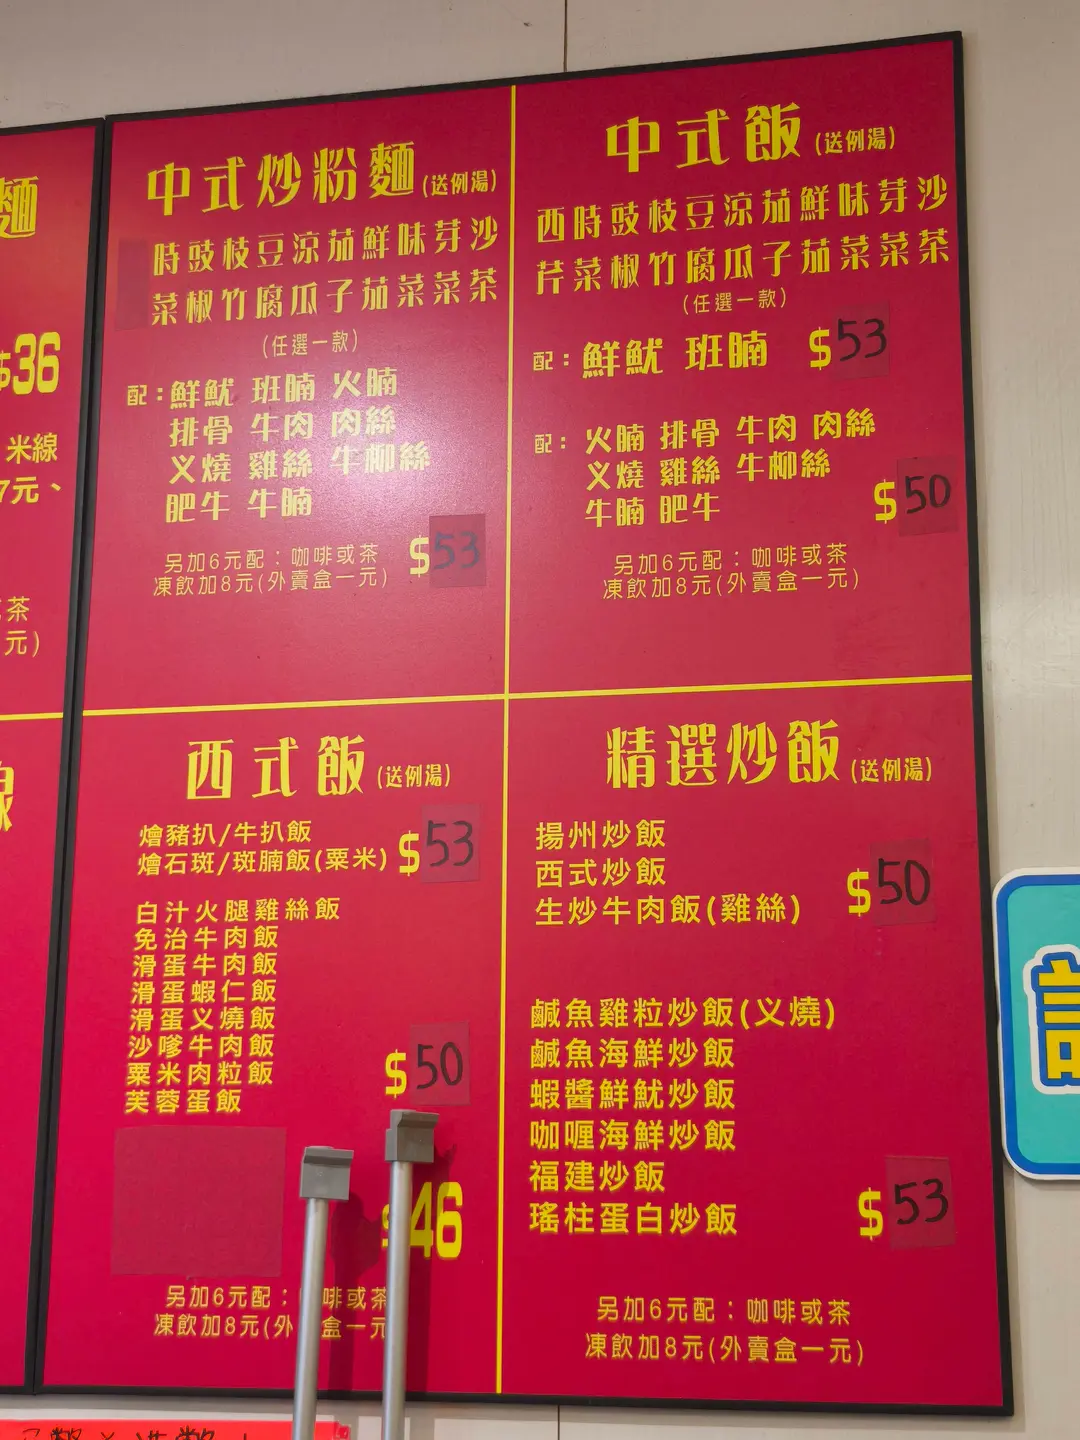 麵
$36
米線
7元、
茶
元)
線
中式炒粉麵(送例湯)
時豉枝豆涼茄鮮味芽沙
菜椒竹腐瓜子茄菜菜茶
(任選一款)
配：鮮魷 班腩 火腩
排骨 牛肉 肉絲
义燒 雞絲 牛柳絲
肥牛 牛腩
$53
另加6元配：咖啡或茶
凍飲加8元(外賣盒一元)
中式飯(送例湯)
西時豉枝豆涼茄鮮味芽沙
芹菜椒竹腐瓜子茄菜菜茶
(任選一款)
配：鮮魷 班腩 $53
配：火腩 排骨 牛肉 肉絲
义燒 雞絲 牛柳絲
牛腩 肥牛
$50
另加6元配：咖啡或茶
凍飲加8元(外賣盒一元)
西式飯(送例湯)
燴豬扒/牛扒飯
燴石斑/斑腩飯(粟米) $53
白汁火腿雞絲飯
免治牛肉飯
滑蛋牛肉飯
滑蛋蝦仁飯
滑蛋义燒飯
沙嗲牛肉飯
粟米肉粒飯
芙蓉蛋飯
$50
$46
另加6元配： 啡或茶
凍飲加8元(外 盒一元
精選炒飯(送例湯)
揚州炒飯
西式炒飯
生炒牛肉飯(雞絲)
$50
鹹魚雞粒炒飯(义燒)
鹹魚海鮮炒飯
蝦醬鮮魷炒飯
咖喱海鮮炒飯
福建炒飯
瑤柱蛋白炒飯
$53
另加6元配：咖啡或茶
凍飲加8元(外賣盒一元)